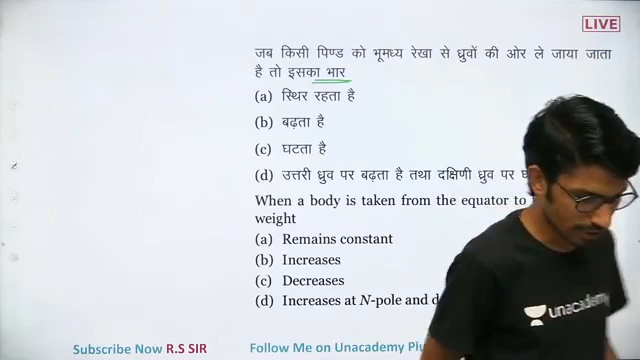 LIVE
जब किसी पिण्ड को भूमध्य रेखा से ध्रुवों की ओर ले जाया जाता
है तो इसका भार
(a) स्थिर रहता है
(b) बढ़ता है
(c) घटता है
(d) उत्तरी ध्रुव पर बढ़ता है तथा दक्षिणी ध्रुव पर
When a body is taken from the equator to
weight
(a) Remains constant
(b) Increases
(c) Decreases
(d) Increases at N-pole and
unacademy
Subscribe Now R.S SIR
Follow Me on Unacademy